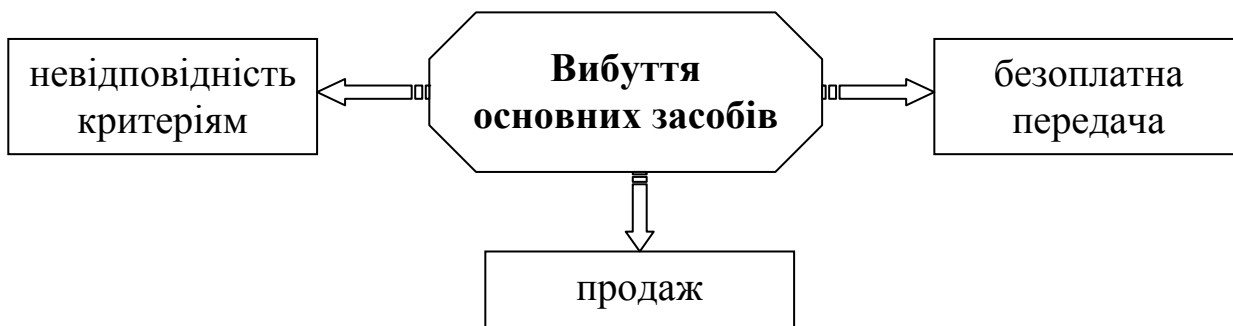 невідповідність
критеріям
Вибуття
основних засобів
безоплатна
передача
продаж